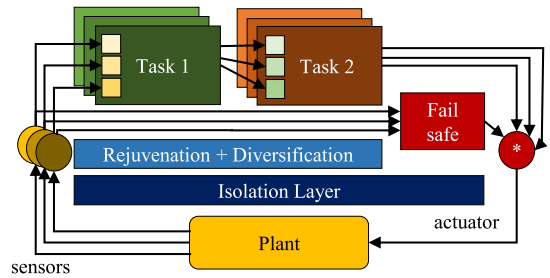 Task 1
Task 2
Fail
safe
*
Rejuvenation + Diversification
Isolation Layer
actuator
Plant
sensors